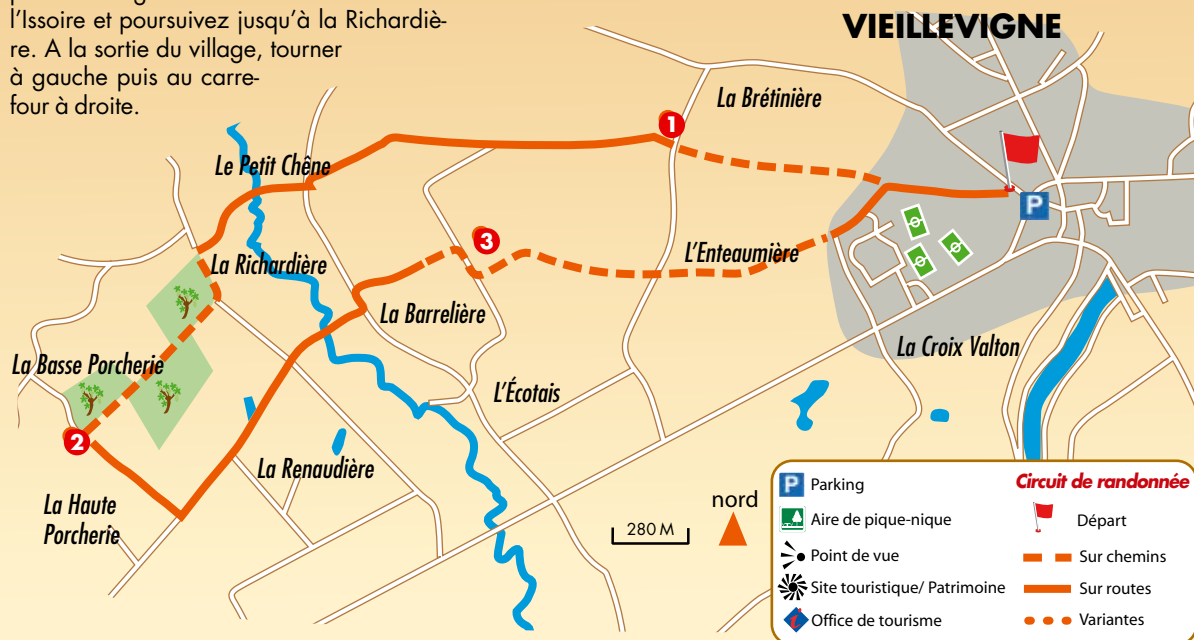 l'Issoire et poursuivez jusqu'à la Richardiè-
re. A la sortie du village, tourner
à gauche puis au carre-
four à droite.
VIEILLEVIGNE
La Brétinière
1
Le Petit Chêne
P
3
L'Enteaumière
La Richardière
La Barrelière
La Croix Valton
La Basse Porcherie
L'Écotais
2
La Renaudière
La Haute
Porcherie
nord
280 M
P Parking
Aire de pique-nique
Point de vue
Site touristique/ Patrimoine
Office de tourisme
Circuit de randonnée
Départ
Sur chemins
Sur routes
Variantes